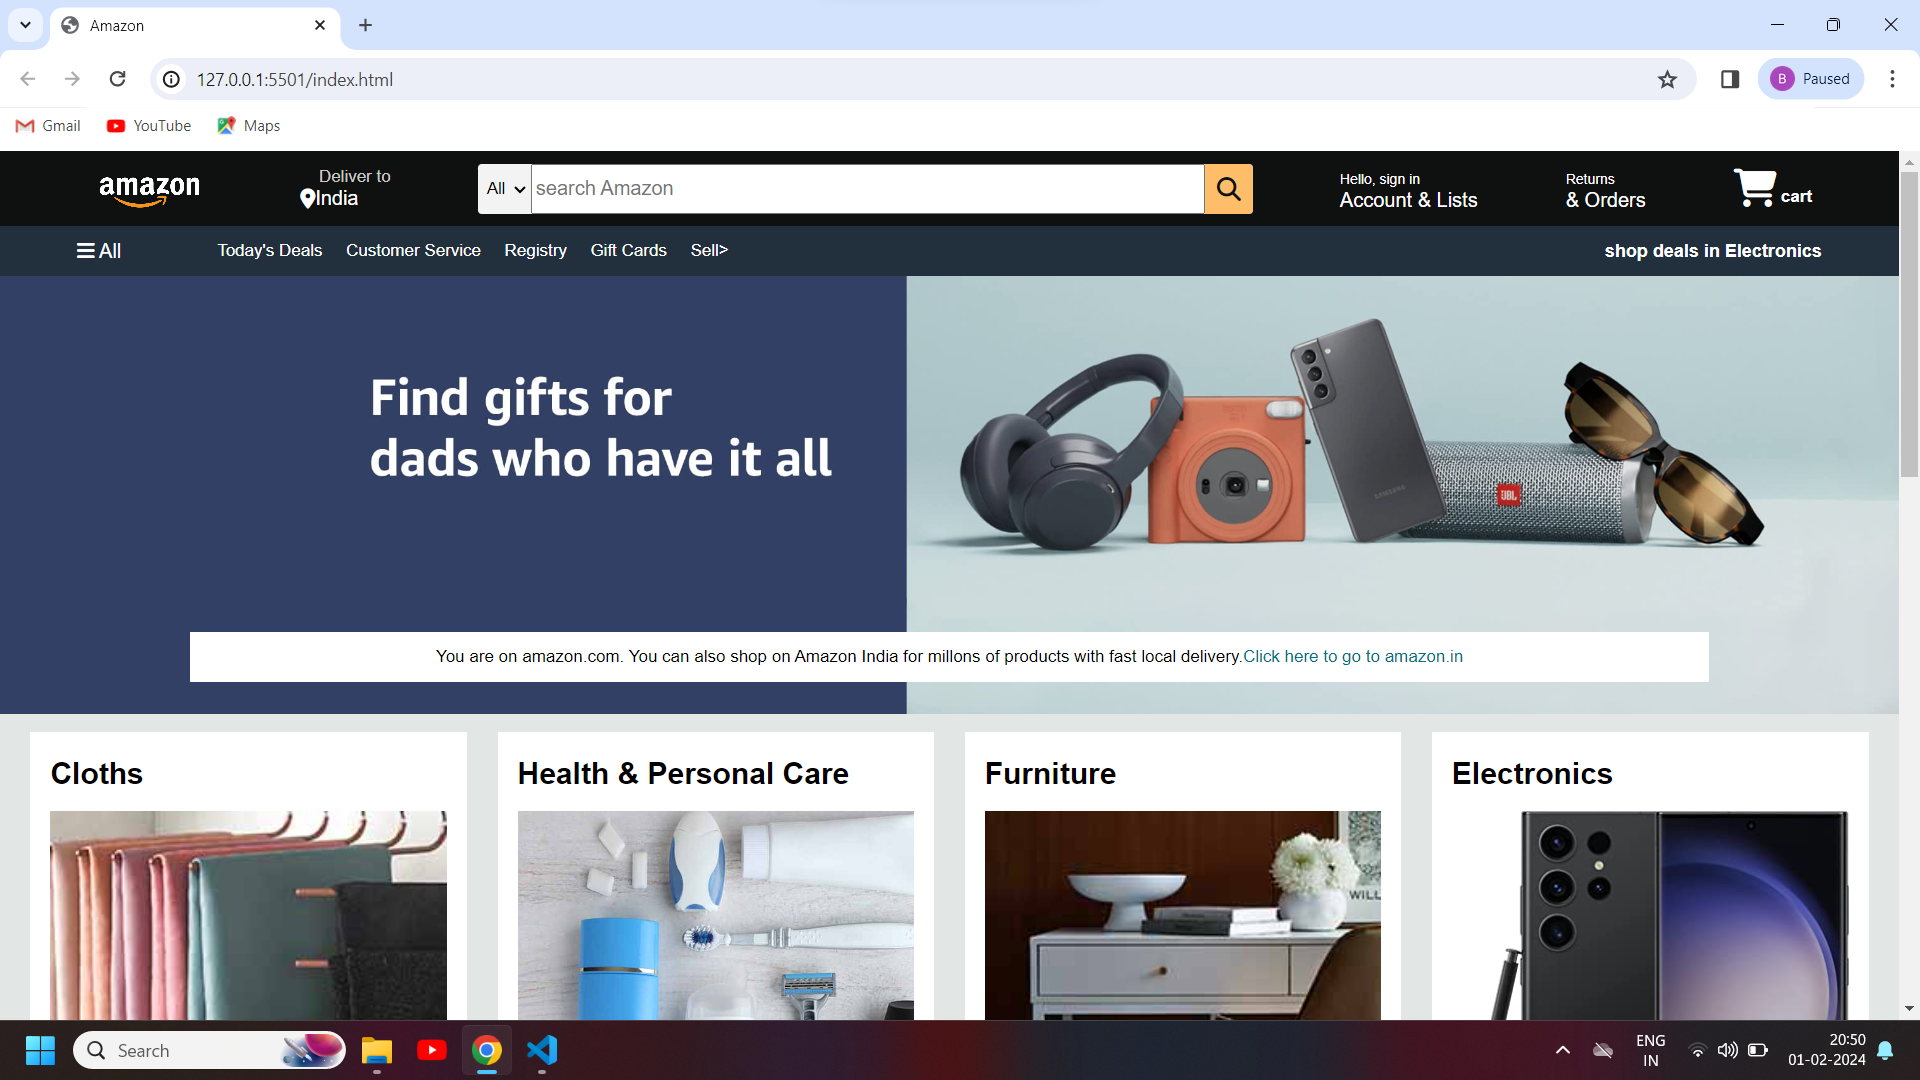 Amazon
127.0.0.1:5501/index.html
B Paused
Gmail YouTube Maps
amazon
Deliver to
India
All
search Amazon
Hello, sign in
Account & Lists
Returns
& Orders
cart
All
Today's Deals Customer Service Registry Gift Cards Sell>
shop deals in Electronics
Find gifts for
dads who have it all
SAMSUNG
JBL
You are on amazon.com. You can also shop on Amazon India for millons of products with fast local delivery.Click here to go to amazon.in
Cloths
Health & Personal Care
Furniture
Electronics
WILL
Search
ENG
IN
20:50
01-02-2024